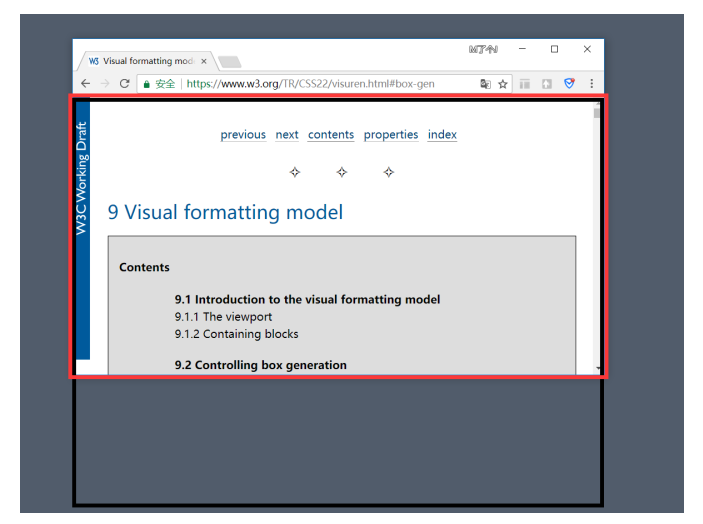 MTAN
W3 Visual formatting mod
安全 | https://www.w3.org/TR/CSS22/visuren.html#box-gen
W3C Working Draft
previous next contents properties index
9 Visual formatting model
Contents
9.1 Introduction to the visual formatting model
9.1.1 The viewport
9.1.2 Containing blocks
9.2 Controlling box generation